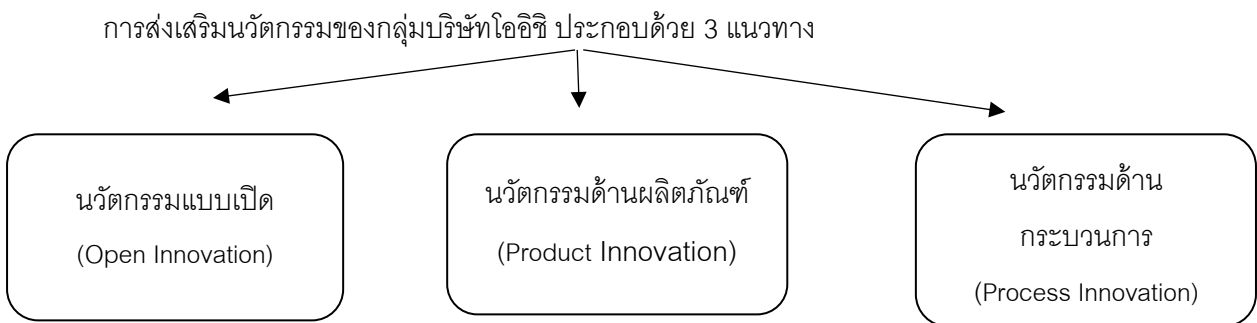 การส่งเสริมนวัตกรรมของกลุ่มบริษัทโออิชิ ประกอบด้วย 3 แนวทาง
นวัตกรรมแบบเปิด
(Open Innovation)
นวัตกรรมด้านผลิตภัณฑ์
(Product Innovation)
นวัตกรรมด้าน
กระบวนการ
(Process Innovation)